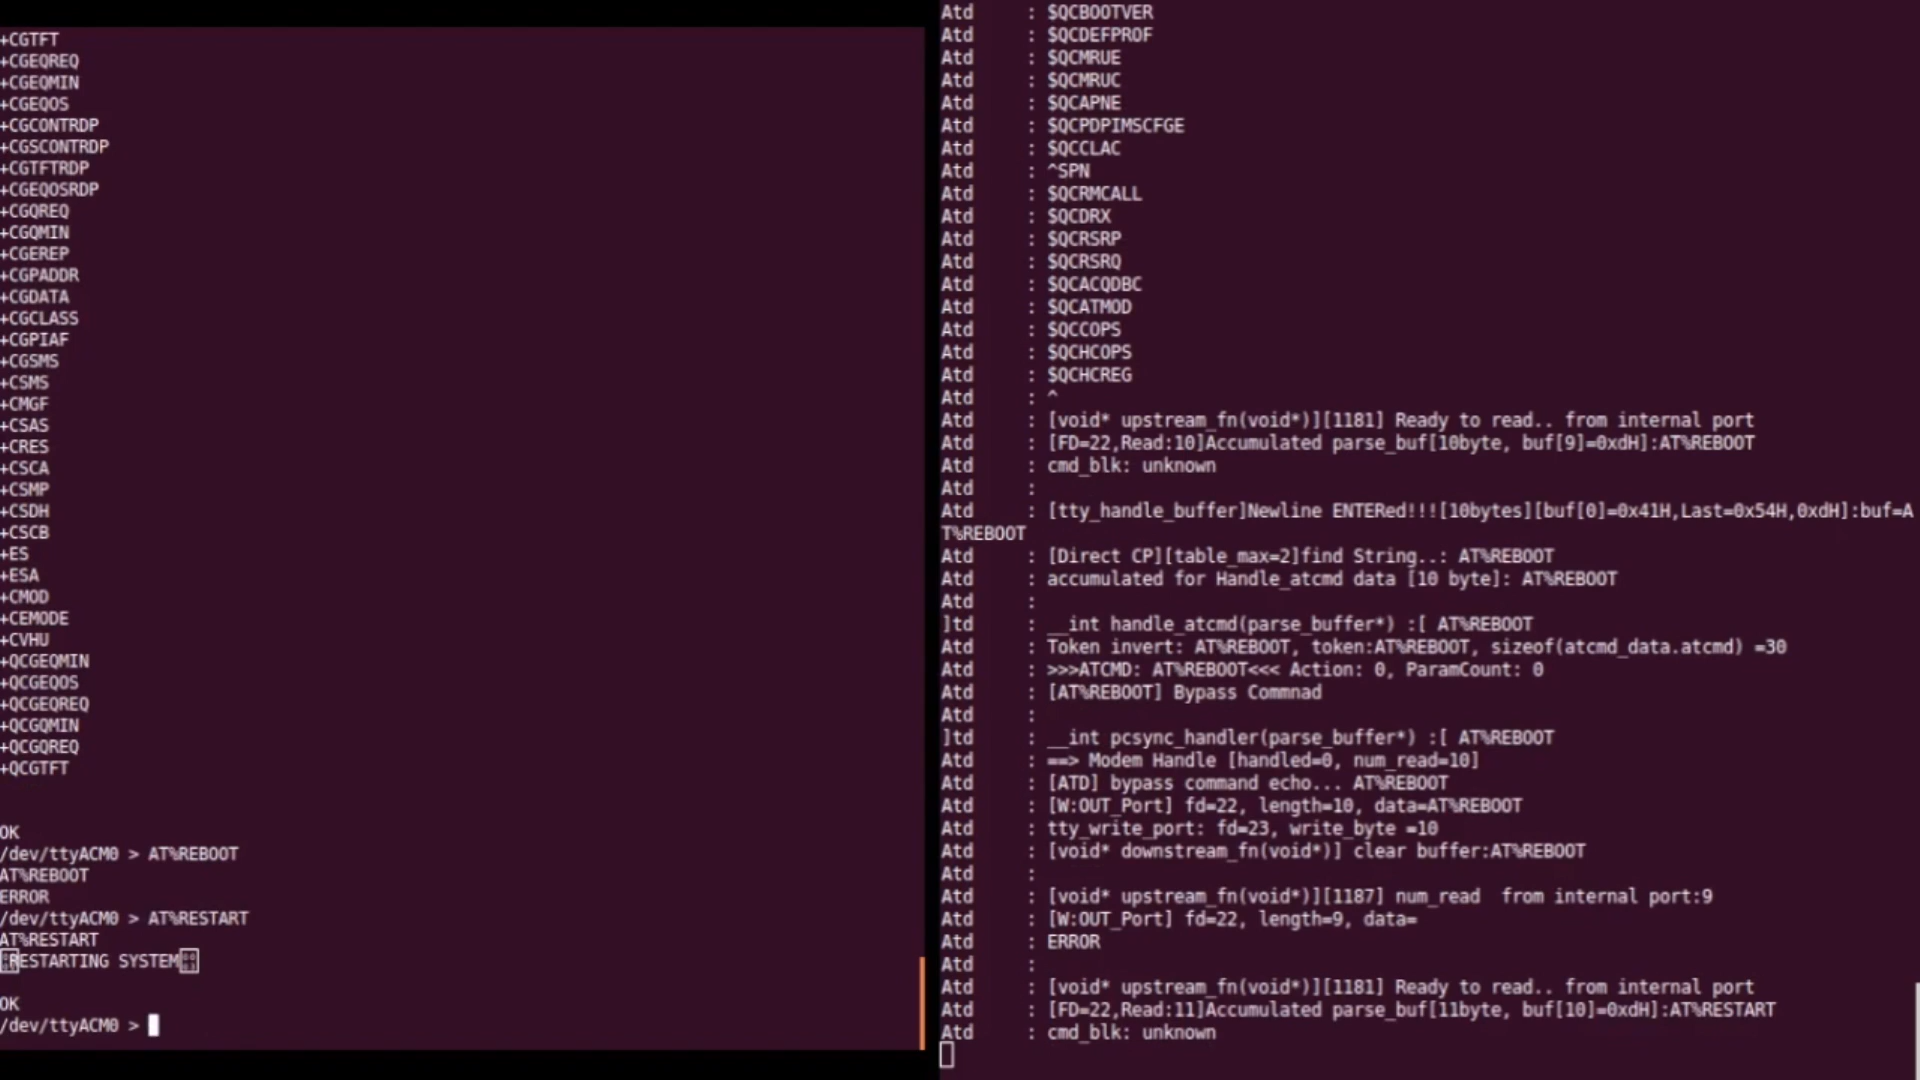 +CGTFT
+CGEQREQ
+CGEQMIN
+CGEQOS
+CGCONTRDP
+CGSCONTRDP
+CGTFTRDP
+CGEQOSRDP
+CGQREQ
+CGQMIN
+CGEREP
+CGPADDR
+CGDATA
+CGCLASS
+CGPIAF
+CGSMS
+CSMS
+CMGF
+CSAS
+CRES
+CSCA
+CSMP
+CSDH
+CSCB
+ES
+ESA
+CMOD
+CEMODE
+CVHU
+QCGEQMIN
+QCGEQOS
+QCGEQREQ
+QCGQMIN
+QCGQREQ
+QCGTFT
OK
/dev/ttyACM0 > AT%REBOOT
AT%REBOOT
ERROR
/dev/ttyACM0 > AT%RESTART
AT%RESTART
RESTARTING SYSTEM
OK
/dev/ttyACM0 >
Atd : $QCBOOTVER
Atd : $QCDEFPROF
Atd : $QCMRUE
Atd : $QCMRUC
Atd : $QCAPNE
Atd : $QCPDPIMSCFGE
Atd : $QCCLAC
Atd : ^SPN
Atd : $QCRMCALL
Atd : $QCDRX
Atd : $QCRSRP
Atd : $QCRSRQ
Atd : $QCACQDBC
Atd : $QCATMOD
Atd : $QCCOPS
Atd : $QCHCOPS
Atd : $QCHCREG
Atd : ^
Atd : [void* upstream_fn(void*)][1181] Ready to read.. from internal port
Atd : [FD=22,Read:10]Accumulated parse_buf[10byte, buf[9]=0xdH]:AT%REBOOT
Atd : cmd_blk: unknown
Atd :
Atd : [tty_handle_buffer]Newline ENTERed!!![10bytes][buf[0]=0x41H,Last=0x54H,0xdH]:buf=A
T%REBOOT
Atd : [Direct CP][table_max=2]find String..: AT%REBOOT
Atd : accumulated for Handle_atcmd data [10 byte]: AT%REBOOT
Atd :
]td : __int handle_atcmd(parse_buffer*) :[ AT%REBOOT
Atd : Token invert: AT%REBOOT, token:AT%REBOOT, sizeof(atcmd_data.atcmd) =30
Atd : >>>ATCMD: AT%REBOOT<<< Action: 0, ParamCount: 0
Atd : [AT%REBOOT] Bypass Commnad
Atd :
]td : __int pcsync_handler(parse_buffer*) :[ AT%REBOOT
Atd : ==> Modem Handle [handled=0, num_read=10]
Atd : [ATD] bypass command echo... AT%REBOOT
Atd : [W:OUT_Port] fd=22, length=10, data=AT%REBOOT
Atd : tty_write_port: fd=23, write_byte =10
Atd : [void* downstream_fn(void*)] clear buffer:AT%REBOOT
Atd :
Atd : [void* upstream_fn(void*)][1187] num_read  from internal port:9
Atd : [W:OUT_Port] fd=22, length=9, data=
Atd : ERROR
Atd :
Atd : [void* upstream_fn(void*)][1181] Ready to read.. from internal port
Atd : [FD=22,Read:11]Accumulated parse_buf[11byte, buf[10]=0xdH]:AT%RESTART
Atd : cmd_blk: unknown